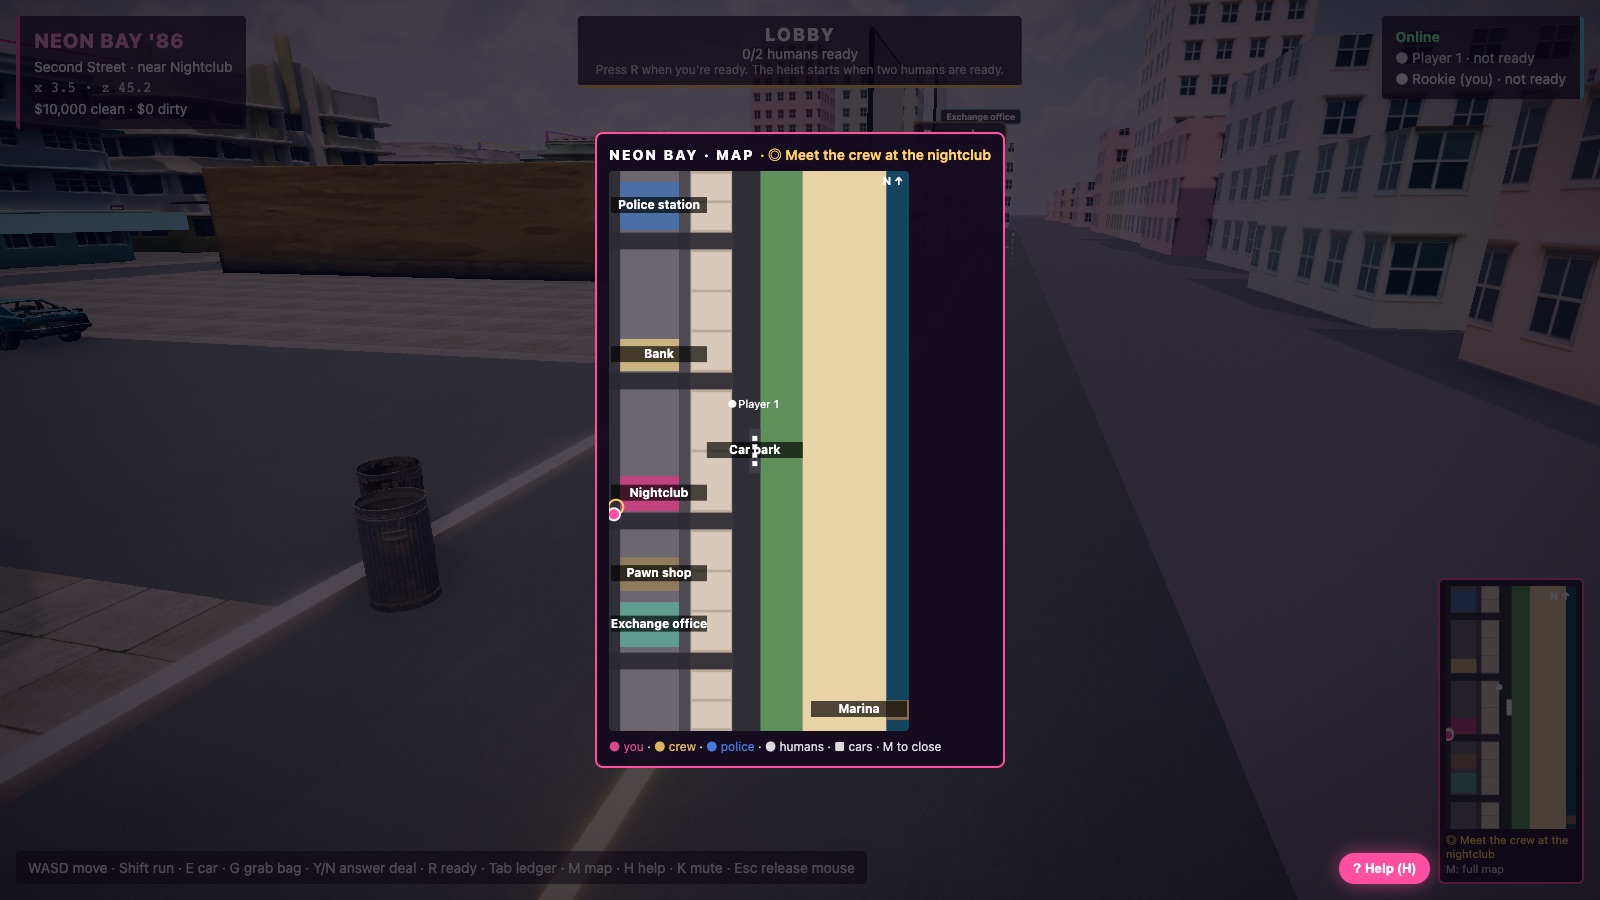 NEON BAY '86
Second Street · near Nightclub
x 3.5 · z 45.2
$10,000 clean · $0 dirty
LOBBY
0/2 humans ready
Press R when you're ready. The heist starts when two humans are ready.
Online
Player 1 · not ready
Rookie (you) · not ready
Exchange office
NEON BAY · MAP · ◎ Meet the crew at the nightclub
N ↑
Police station
Bank
Player 1
Car park
Nightclub
Pawn shop
Exchange office
Marina
you · crew · police · humans · cars · M to close
N ↑
◎ Meet the crew at the
nightclub
M: full map
WASD move · Shift run · E car · G grab bag · Y/N answer deal · R ready · Tab ledger · M map · H help · K mute · Esc release mouse
? Help (H)